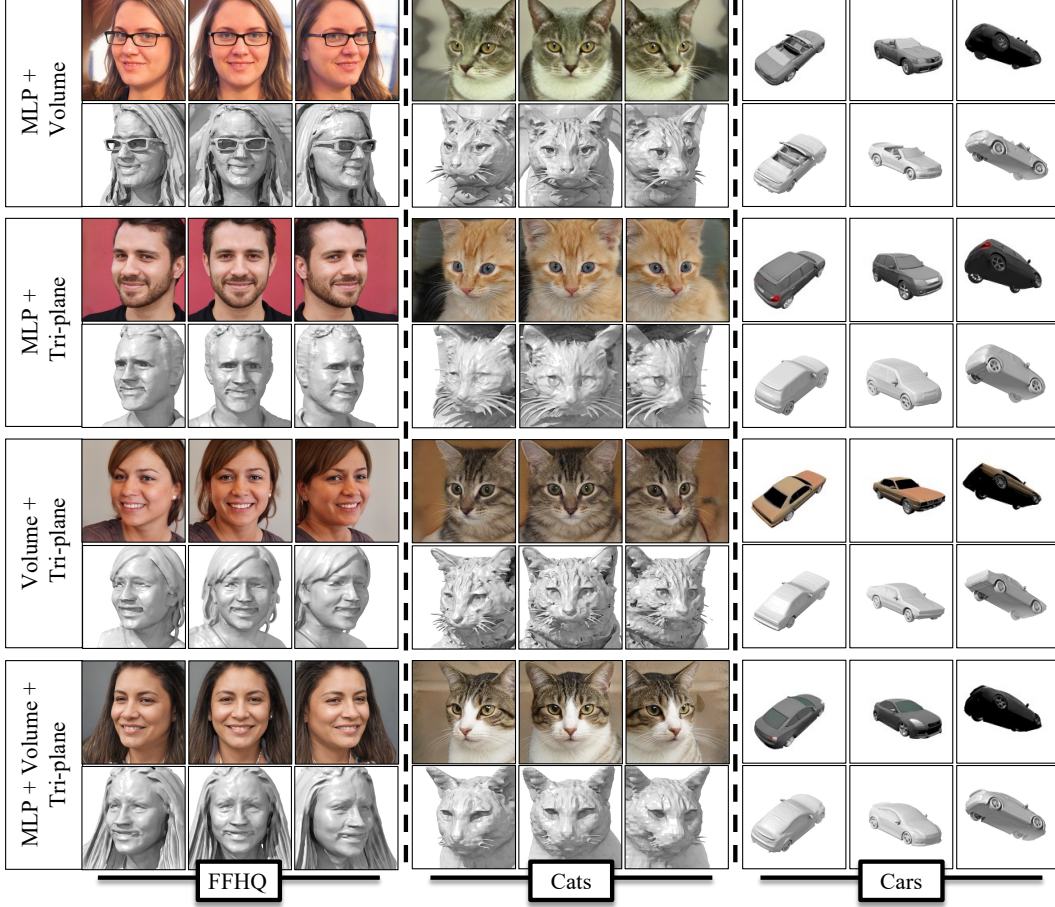 MLP +
Volume
MLP +
Tri-plane
Volume +
Tri-plane
MLP + Volume +
Tri-plane
FFHQ
Cats
Cars